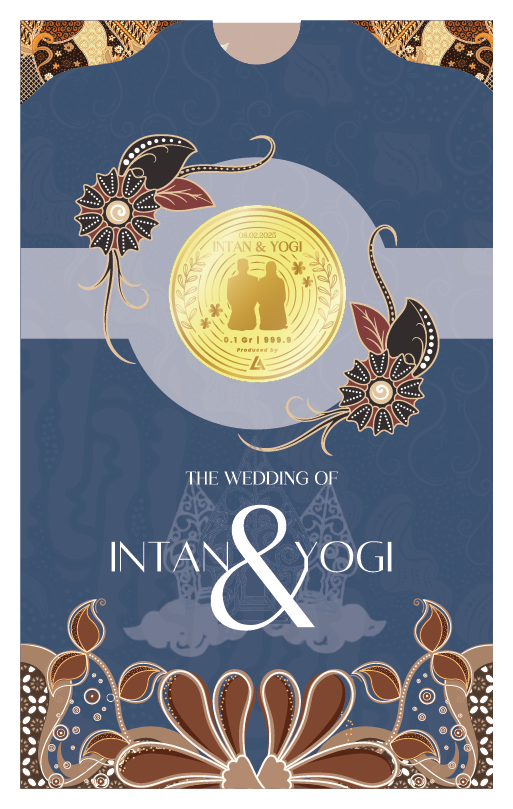 08.02.2025
INTAN & YOGI
0.1 Gr | 999.9
Produced by
THE WEDDING OF
INTAN & YOGI